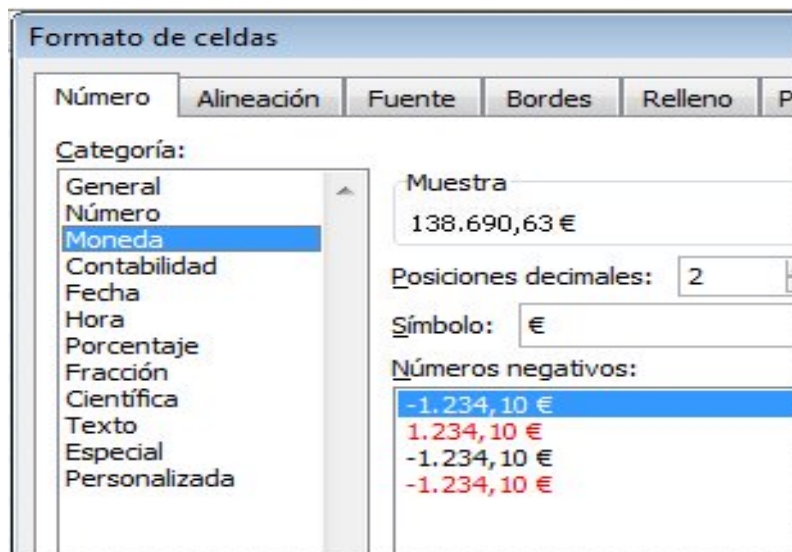 Formato de celdas
Número Alineación Fuente Bordes Relleno P
Categoría:
General
Número
Moneda
Contabilidad
Fecha
Hora
Porcentaje
Fracción
Científica
Texto
Especial
Personalizada
Muestra
138.690,63 €
Posiciones decimales: 2
Símbolo: €
Números negativos:
-1.234,10 €
1.234,10 €
-1.234,10 €
-1.234,10 €